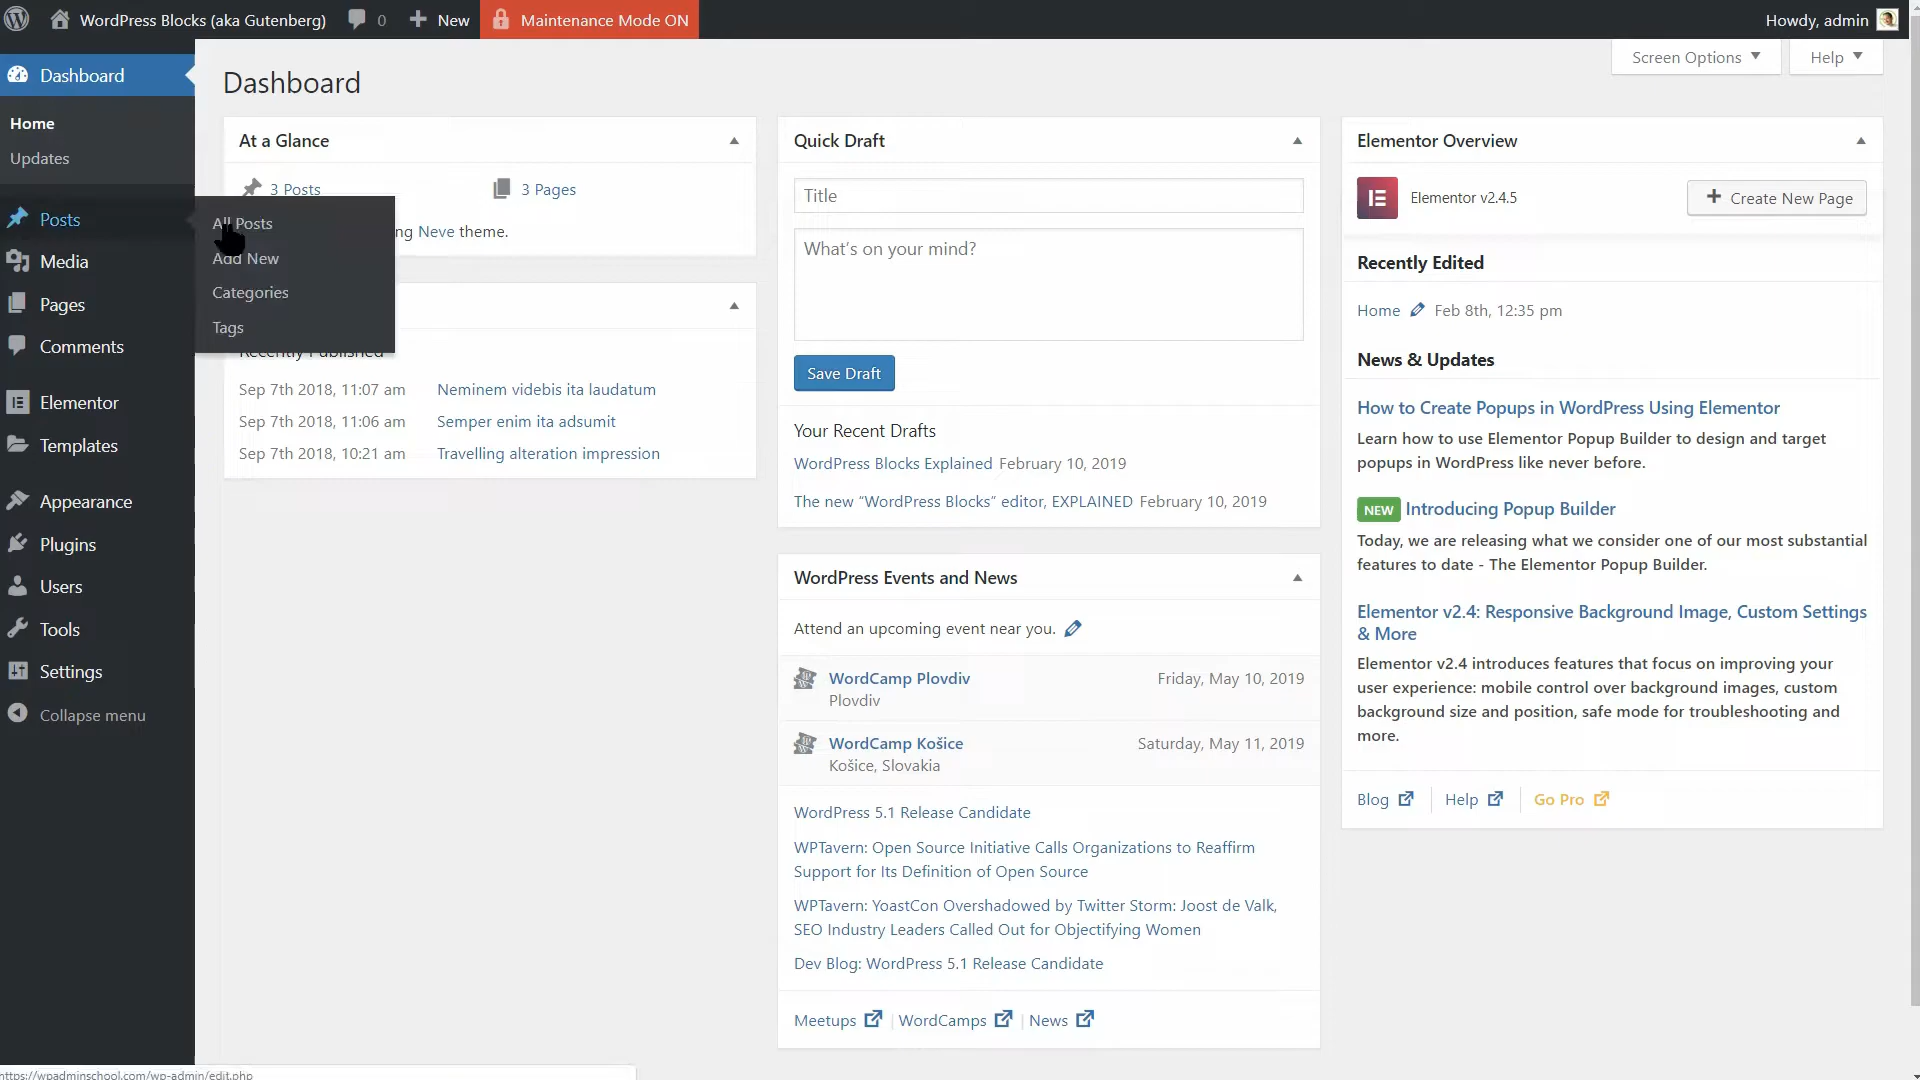 WordPress Blocks (aka Gutenberg)
0
New
Maintenance Mode ON
Howdy, admin
Dashboard
Home
Updates
Posts
Media
Pages
Comments
Elementor
Templates
Appearance
Plugins
Users
Tools
Settings
Collapse menu
All Posts
Add New
Categories
Tags
Screen Options
Help
Dashboard
At a Glance
3 Posts
3 Pages
ng Neve theme.
Recently Published
Sep 7th 2018, 11:07 am Neminem videbis ita laudatum
Sep 7th 2018, 11:06 am Semper enim ita adsumit
Sep 7th 2018, 10:21 am Travelling alteration impression
Quick Draft
Title
What's on your mind?
Save Draft
Your Recent Drafts
WordPress Blocks Explained February 10, 2019
The new “WordPress Blocks” editor, EXPLAINED February 10, 2019
WordPress Events and News
Attend an upcoming event near you.
WordCamp Plovdiv Friday, May 10, 2019
Plovdiv
WordCamp Košice Saturday, May 11, 2019
Košice, Slovakia
WordPress 5.1 Release Candidate
WPTavern: Open Source Initiative Calls Organizations to Reaffirm
Support for Its Definition of Open Source
WPTavern: YoastCon Overshadowed by Twitter Storm: Joost de Valk,
SEO Industry Leaders Called Out for Objectifying Women
Dev Blog: WordPress 5.1 Release Candidate
Meetups | WordCamps | News
Elementor Overview
Elementor v2.4.5
Create New Page
Recently Edited
Home Feb 8th, 12:35 pm
News & Updates
How to Create Popups in WordPress Using Elementor
Learn how to use Elementor Popup Builder to design and target
popups in WordPress like never before.
NEW Introducing Popup Builder
Today, we are releasing what we consider one of our most substantial
features to date - The Elementor Popup Builder.
Elementor v2.4: Responsive Background Image, Custom Settings
& More
Elementor v2.4 introduces features that focus on improving your
user experience: mobile control over background images, custom
background size and position, safe mode for troubleshooting and
more.
Blog Help Go Pro
https://wpadminschool.com/wp-admin/edit.php